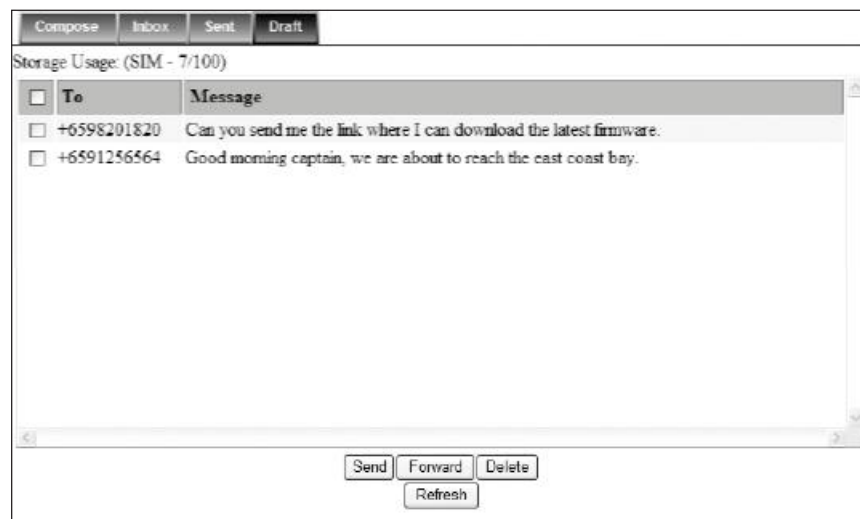 Compose Inbox Sent Draft
Storage Usage: (SIM - 7/100)
To Message
+6598201820 Can you send me the link where I can download the latest firmware.
+6591256564 Good morning captain, we are about to reach the east coast bay.
Send Forward Delete
Refresh